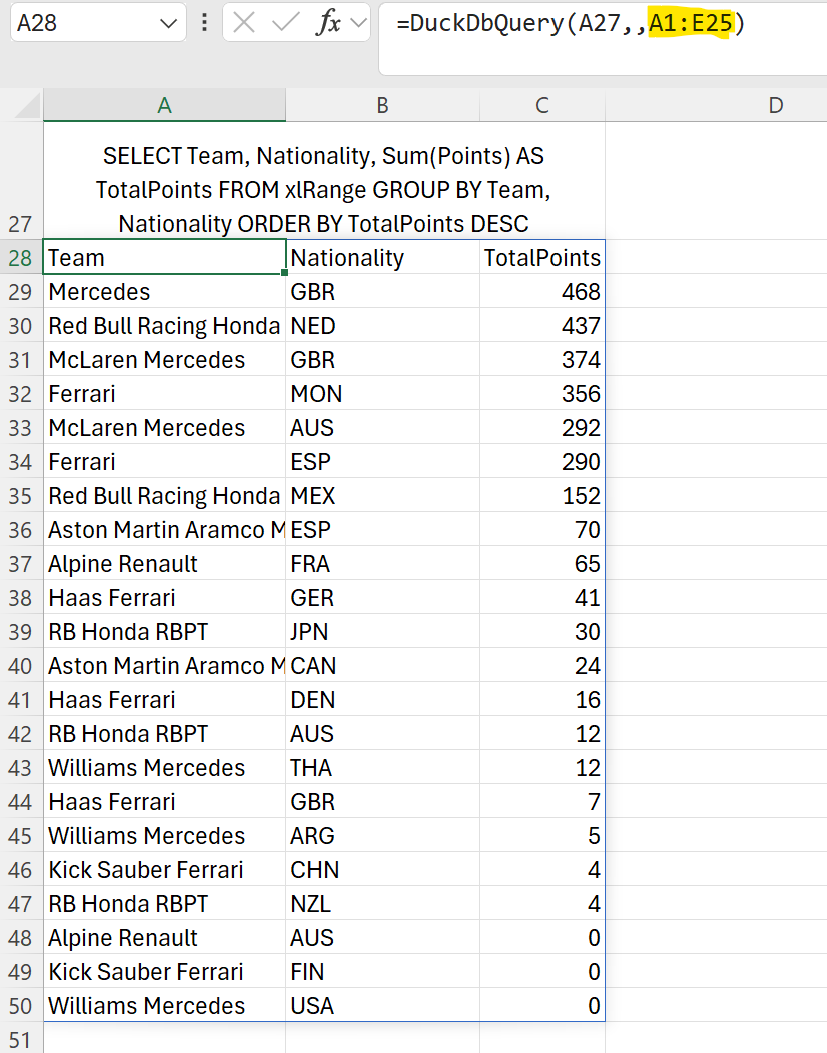 A28 fx =DuckDbQuery(A27,,A1:E25)
A B C D
SELECT Team, Nationality, Sum(Points) AS
TotalPoints FROM xlRange GROUP BY Team,
27 Nationality ORDER BY TotalPoints DESC
28 Team Nationality TotalPoints
29 Mercedes GBR 468
30 Red Bull Racing Honda NED 437
31 McLaren Mercedes GBR 374
32 Ferrari MON 356
33 McLaren Mercedes AUS 292
34 Ferrari ESP 290
35 Red Bull Racing Honda MEX 152
36 Aston Martin Aramco M ESP 70
37 Alpine Renault FRA 65
38 Haas Ferrari GER 41
39 RB Honda RBPT JPN 30
40 Aston Martin Aramco M CAN 24
41 Haas Ferrari DEN 16
42 RB Honda RBPT AUS 12
43 Williams Mercedes THA 12
44 Haas Ferrari GBR 7
45 Williams Mercedes ARG 5
46 Kick Sauber Ferrari CHN 4
47 RB Honda RBPT NZL 4
48 Alpine Renault AUS 0
49 Kick Sauber Ferrari FIN 0
50 Williams Mercedes USA 0
51